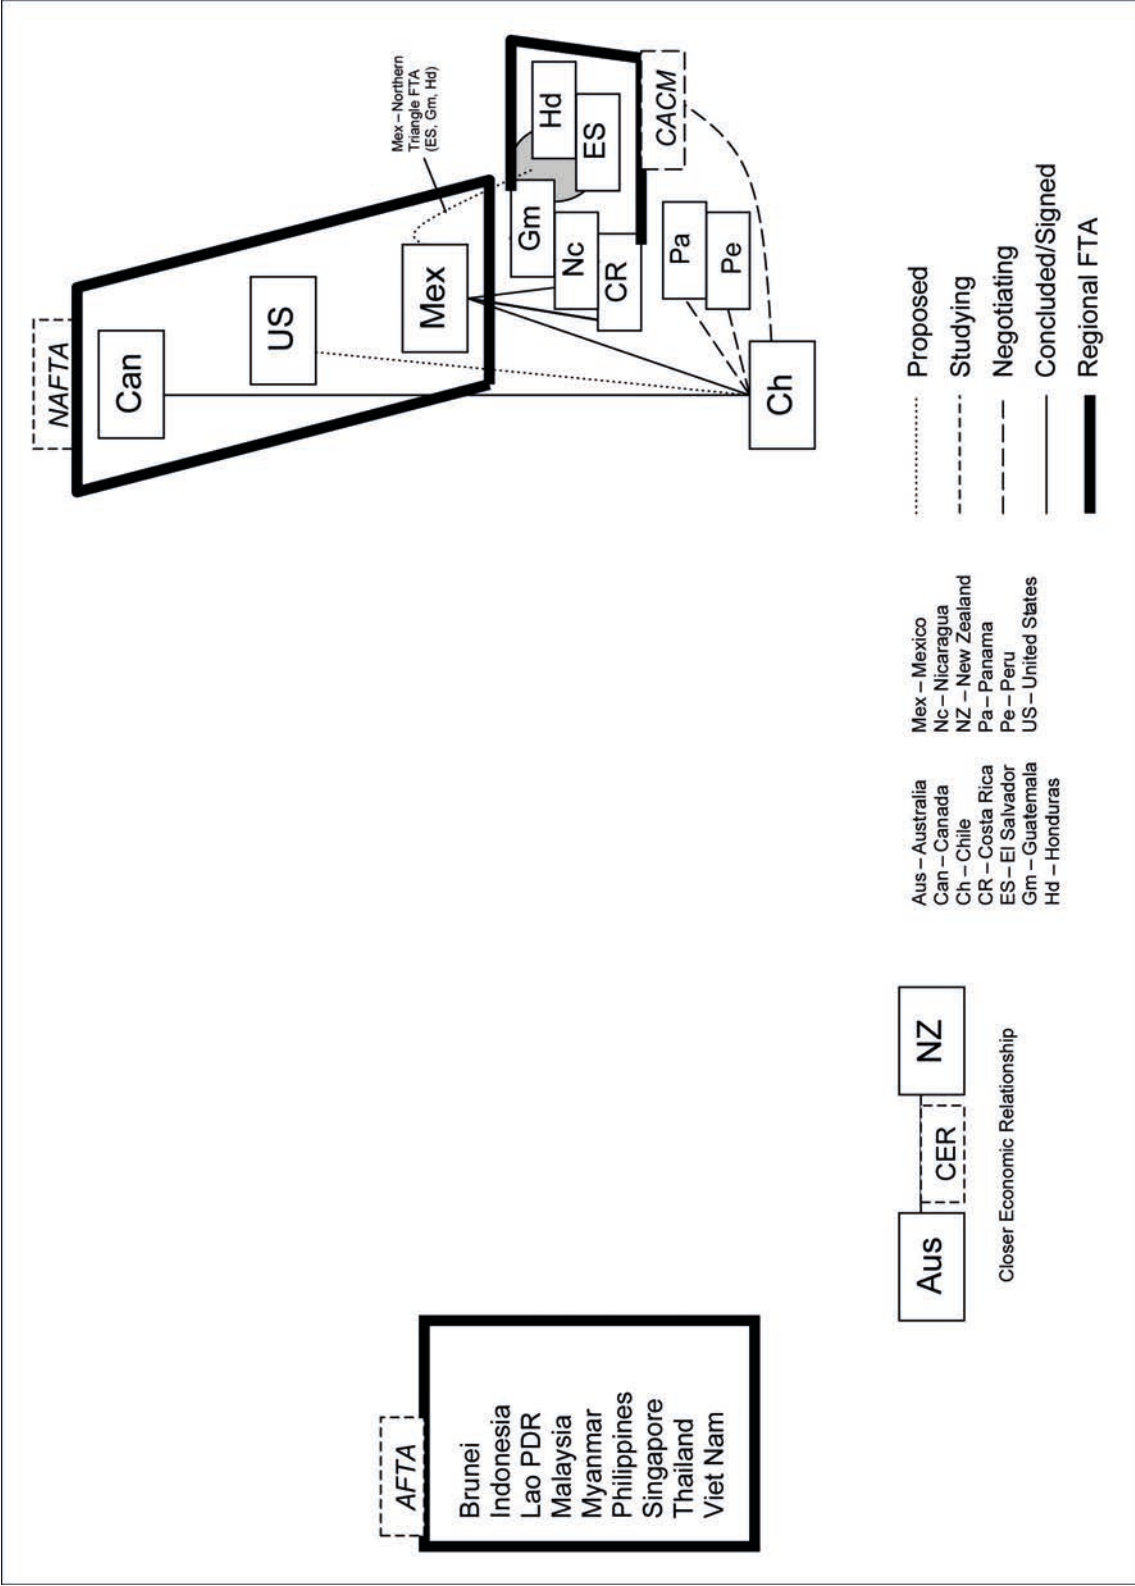 AFTA
Brunei
Indonesia
Lao PDR
Malaysia
Myanmar
Philippines
Singapore
Thailand
Viet Nam
Aus
CER
NZ
Closer Economic Relationship
NAFTA
Can
US
Mex
Mex – Northern
Triangle FTA
(ES, Gm, Hd)
Gm
Hd
Nc
ES
CR
CACM
Pa
Pe
Ch
Aus – Australia
Can – Canada
Ch – Chile
CR – Costa Rica
ES – El Salvador
Gm – Guatemala
Hd – Honduras
Mex – Mexico
Nc – Nicaragua
NZ – New Zealand
Pa – Panama
Pe – Peru
US – United States
Proposed
Studying
Negotiating
Concluded/Signed
Regional FTA